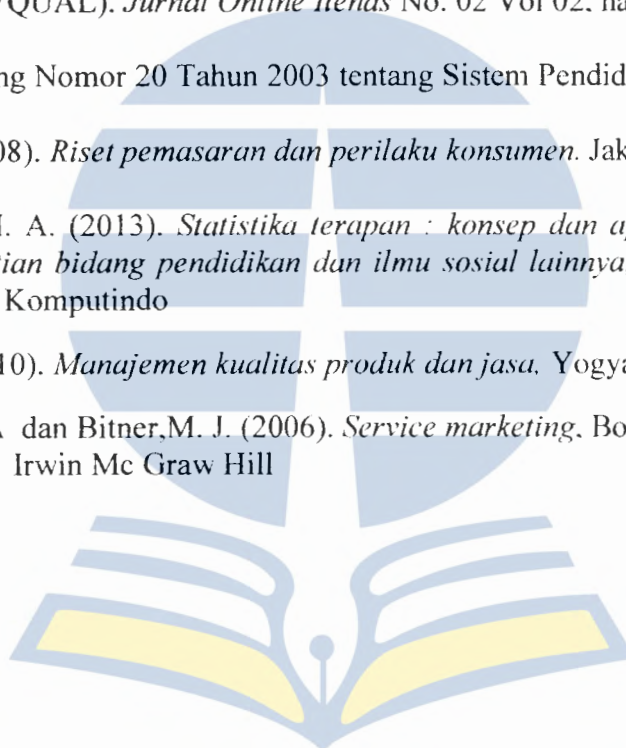 QUAL). Jurnal Online Itenas No. 02 Vol 02,
ng Nomor 20 Tahun 2003 tentang Sistem Pendid
08). Riset pemasaran dan perilaku konsumen. Jak
. A. (2013). Statistika terapan : konsep dan ap
ian bidang pendidikan dan ilmu sosial lainnya.
Komputindo
10). Manajemen kualitas produk dan jasa, Yogya
dan Bitner,M. J. (2006). Service marketing, Bo
Irwin Mc Graw Hill